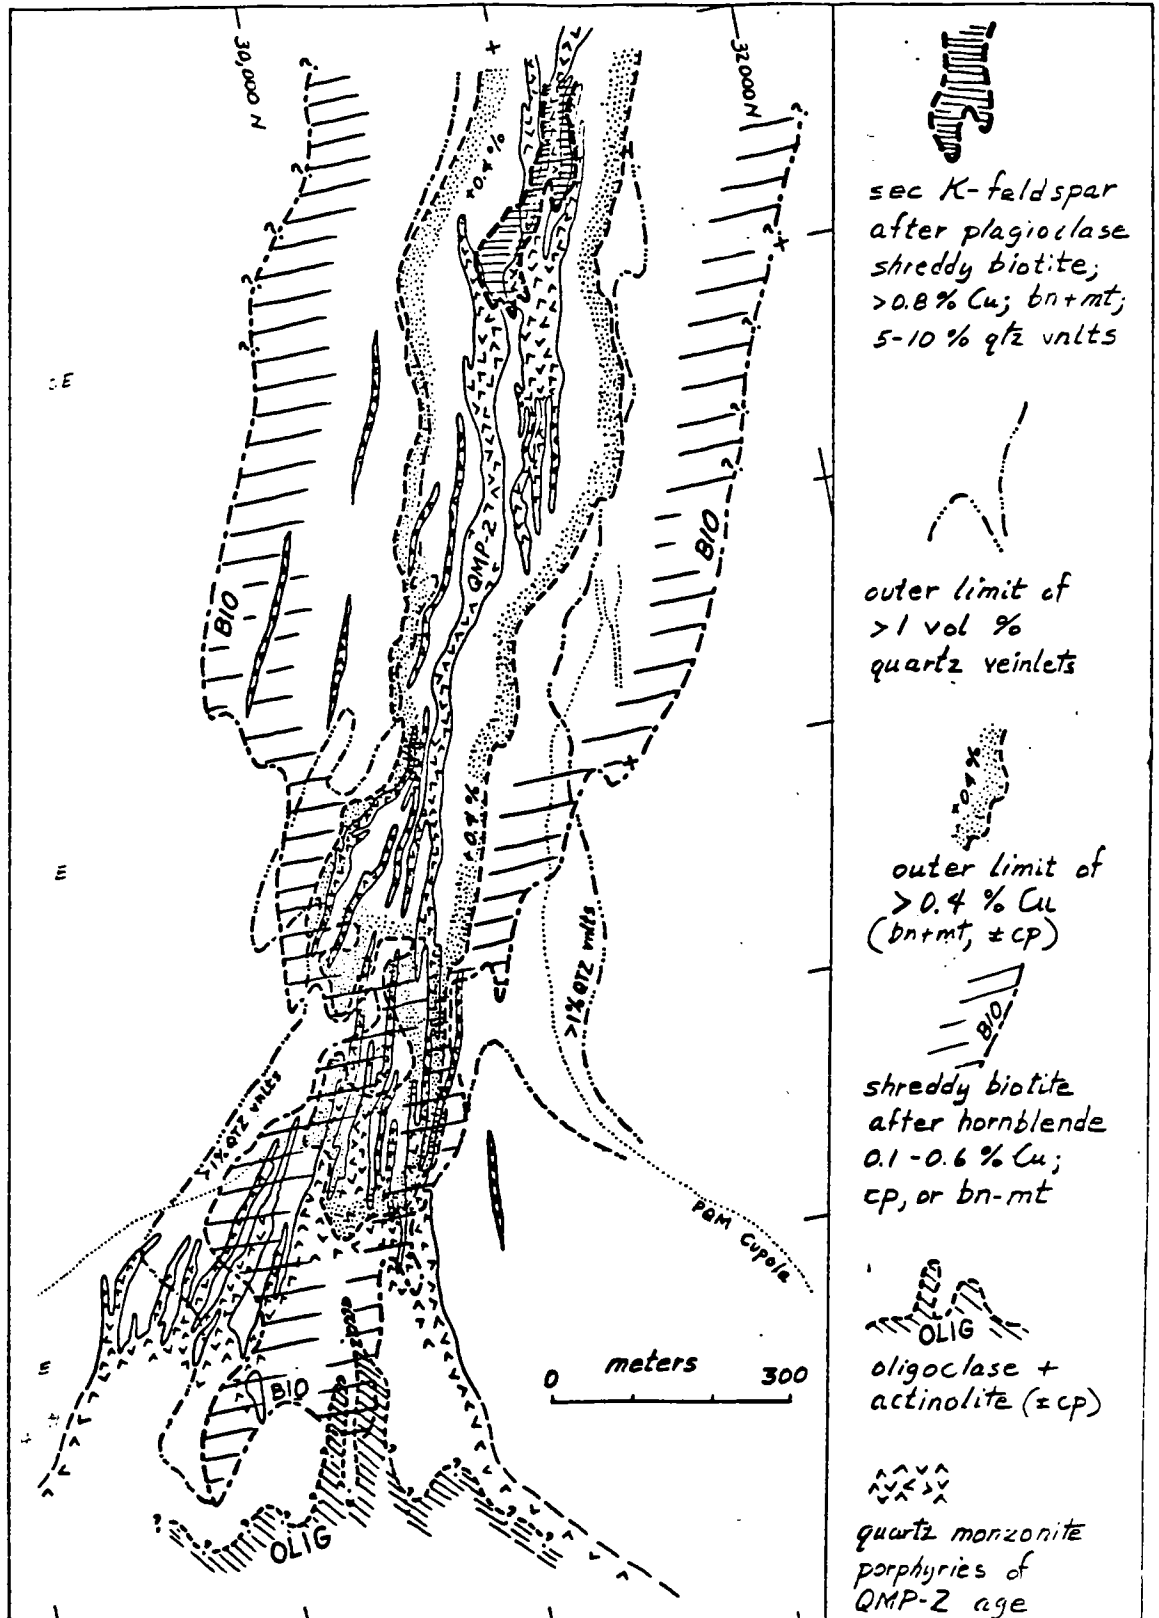 30,000 N
32000 N
?
?
?
?
?
+0.4 %
sec K-feldspar
after plagioclase
shreddy biotite;
>0.8 % Cu; bn+mt;
5-10 % qtz vnlts
E
?
?
?
QMP-2
BIO
BIO
outer limit of
>1 vol %
quartz veinlets
+0.4 %
+0.4 %
E
outer limit of
>0.4 % Cu
(bn+mt, ± cp)
>1% QTZ vnlts
BIO
>1% QTZ vnlts
shreddy biotite
after hornblende
0.1-0.6 % Cu;
cp, or bn-mt
PQM Cupola
OLIG
E
meters
0 300
oligoclase +
actinolite (± cp)
BIO
?
OLIG
quartz monzonite
porphyries of
QMP-2 age